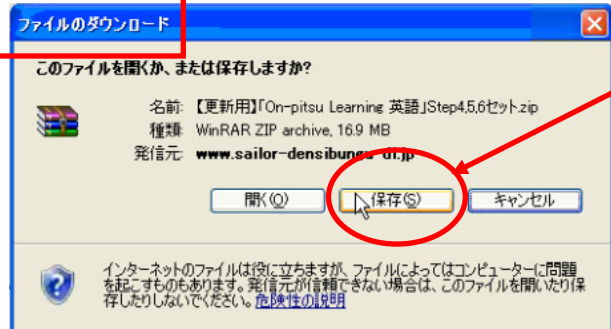 ファイルのダウンロード
このファイルを開くか、または保存しますか?
名前: 【更新用】「On-pitsu Learning 英語」Step4,5,6セット.zip
種類: WinRAR ZIP archive, 16.9 MB
発信元: www.sailor-densibungu-dl.jp
開く(O) 保存(S) キャンセル
インターネットのファイルは役に立ちますが、ファイルによってはコンピューターに問題
を起こすものもあります。発信元が信頼できない場合は、このファイルを開いたり保
存したりしないでください。危険性の説明